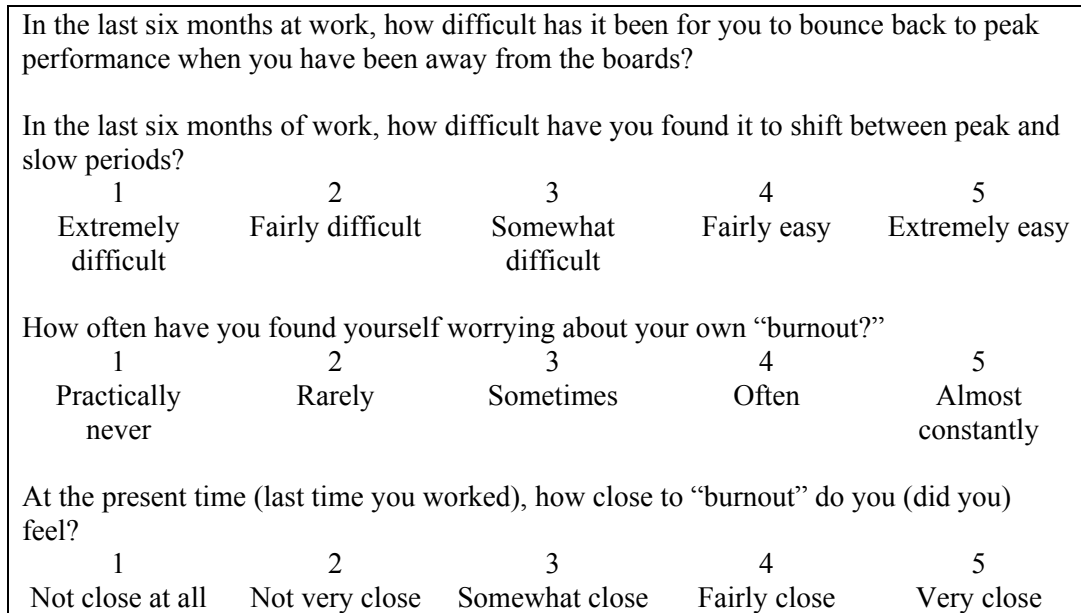 In the last six months at work, how difficult has it been for you to bounce back to peak
performance when you have been away from the boards?
In the last six months of work, how difficult have you found it to shift between peak and
slow periods?
1 2 3 4 5
Extremely Fairly difficult Somewhat Fairly easy Extremely easy
difficult difficult
How often have you found yourself worrying about your own “burnout?”
1 2 3 4 5
Practically Rarely Sometimes Often Almost
never constantly
At the present time (last time you worked), how close to “burnout” do you (did you)
feel?
1 2 3 4 5
Not close at all Not very close Somewhat close Fairly close Very close